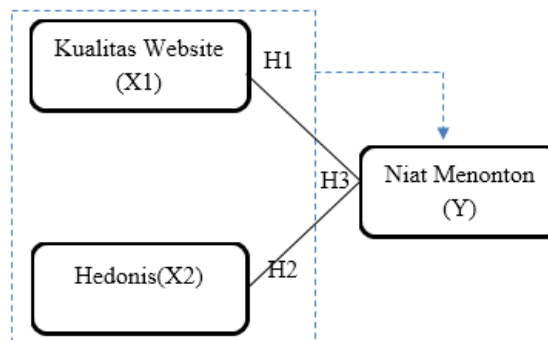 Kualitas Website
(X1)
H1
Niat Menonton
(Y)
H3
Hedonis(X2)
H2